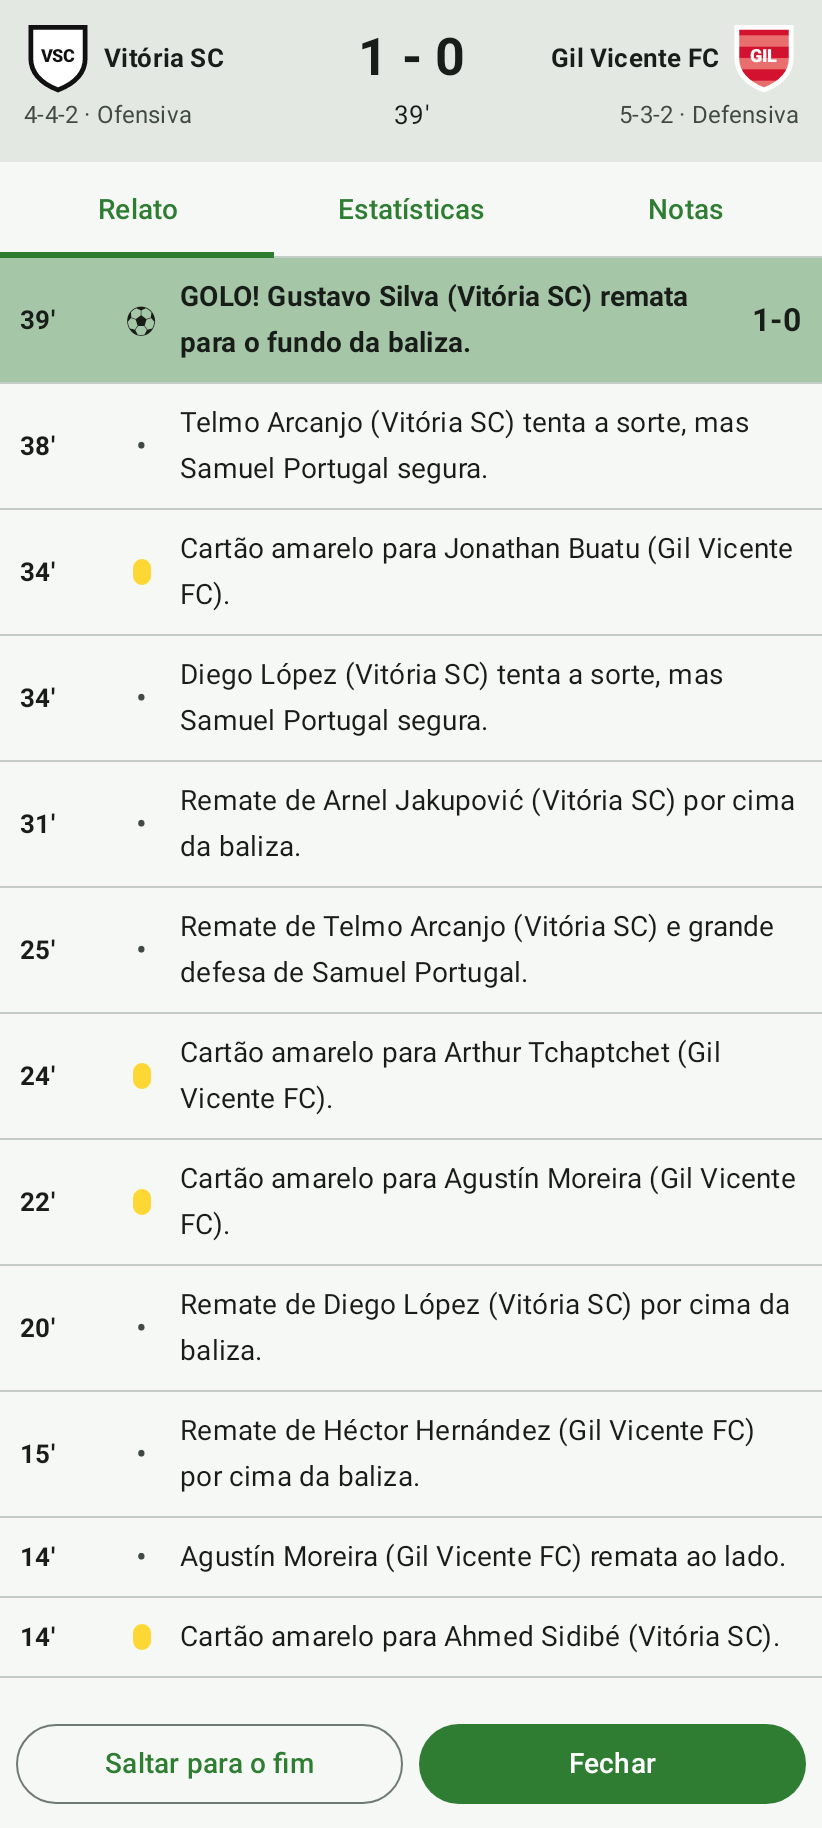 VSC Vitória SC 1 - 0 Gil Vicente FC GIL
4-4-2 · Ofensiva 39' 5-3-2 · Defensiva
Relato Estatísticas Notas
39' GOLO! Gustavo Silva (Vitória SC) remata
para o fundo da baliza. 1-0
38' • Telmo Arcanjo (Vitória SC) tenta a sorte, mas
Samuel Portugal segura.
34' Cartão amarelo para Jonathan Buatu (Gil Vicente
FC).
34' • Diego López (Vitória SC) tenta a sorte, mas
Samuel Portugal segura.
31' • Remate de Arnel Jakupović (Vitória SC) por cima
da baliza.
25' • Remate de Telmo Arcanjo (Vitória SC) e grande
defesa de Samuel Portugal.
24' Cartão amarelo para Arthur Tchaptchet (Gil
Vicente FC).
22' Cartão amarelo para Agustín Moreira (Gil Vicente
FC).
20' • Remate de Diego López (Vitória SC) por cima da
baliza.
15' • Remate de Héctor Hernández (Gil Vicente FC)
por cima da baliza.
14' • Agustín Moreira (Gil Vicente FC) remata ao lado.
14' Cartão amarelo para Ahmed Sidibé (Vitória SC).
Saltar para o fim Fechar